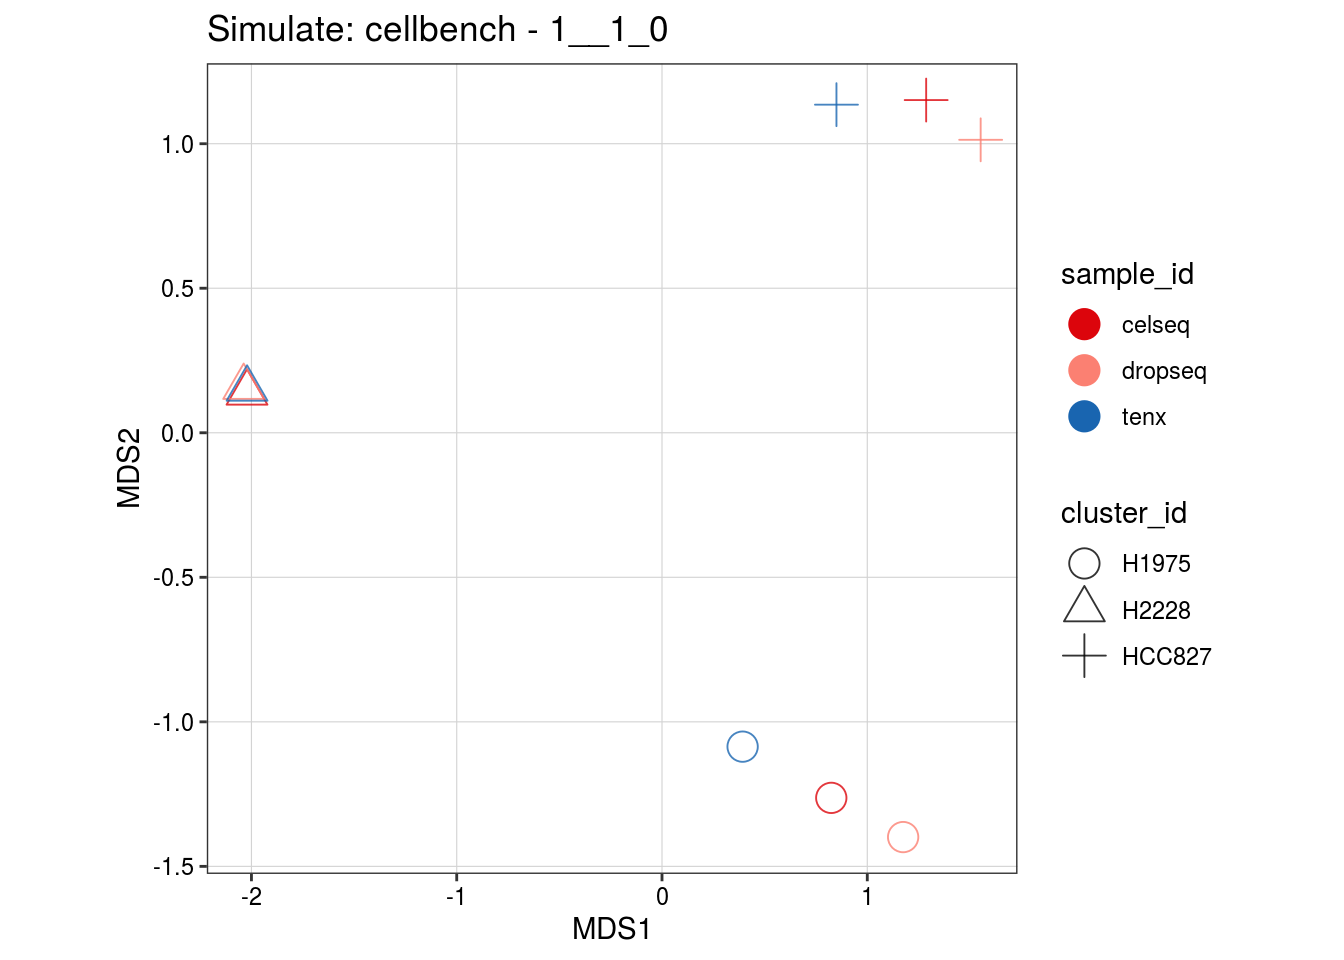 Simulate: cellbench - 1__1_0
1.0
0.5
0.0
-0.5
-1.0
-1.5
MDS2
-2
-1
0
1
MDS1
sample_id
celseq
dropseq
tenx
cluster_id
H1975
H2228
HCC827